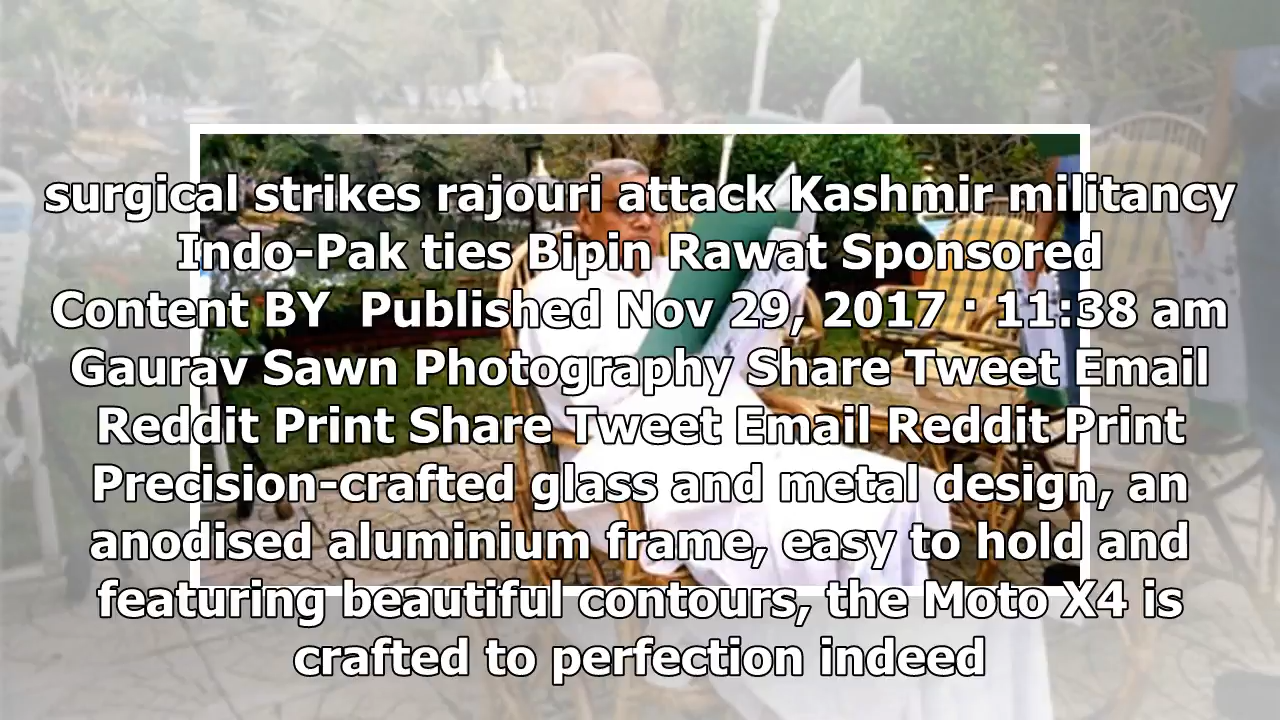 surgical strikes rajouri attack Kashmir militancy
Indo-Pak ties Bipin Rawat Sponsored
Content BY  Published Nov 29, 2017 · 11:38 am
Gaurav Sawn Photography Share Tweet Email
Reddit Print Share Tweet Email Reddit Print
Precision-crafted glass and metal design, an
anodised aluminium frame, easy to hold and
featuring beautiful contours, the Moto X4 is
crafted to perfection indeed